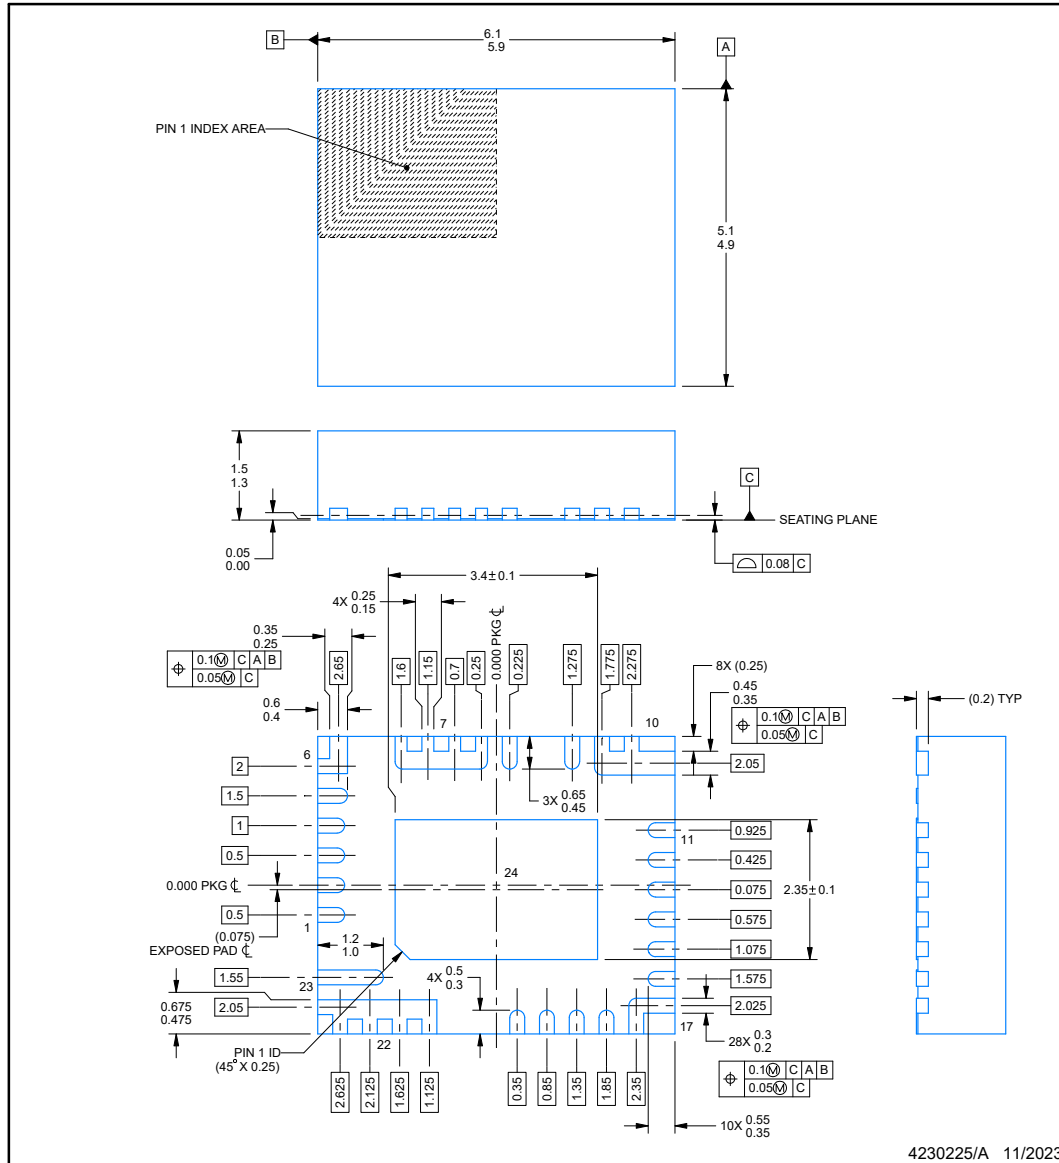 B
6.1
5.9
A
PIN 1 INDEX AREA
5.1
4.9
1.5
1.3
C
SEATING PLANE
0.05
0.00
0.08 C
3.4±0.1
4X 0.25
0.15
0.000 PKG ℄
0.35
0.25
0.1Ⓜ C A B
0.05Ⓜ C
2.65
1.6
1.15
0.7
0.25
0.225
1.275
1.775
2.275
8X (0.25)
0.45
0.35
(0.2) TYP
0.1Ⓜ C A B
0.05Ⓜ C
0.6
0.4
7
10
6
2
2.05
1.5
3X 0.65
0.45
1
0.925
11
0.5
0.425
24
0.000 PKG ℄
0.075
2.35±0.1
0.5
0.575
(0.075)
1
1.2
1.0
EXPOSED PAD ℄
1.075
1.55
4X 0.5
0.3
1.575
23
0.675
0.475
2.05
2.025
17
22
28X 0.3
0.2
PIN 1 ID
(45° X 0.25)
2.625
2.125
1.625
1.125
0.35
0.85
1.35
1.85
2.35
0.1Ⓜ C A B
0.05Ⓜ C
10X 0.55
0.35
4230225/A 11/2023